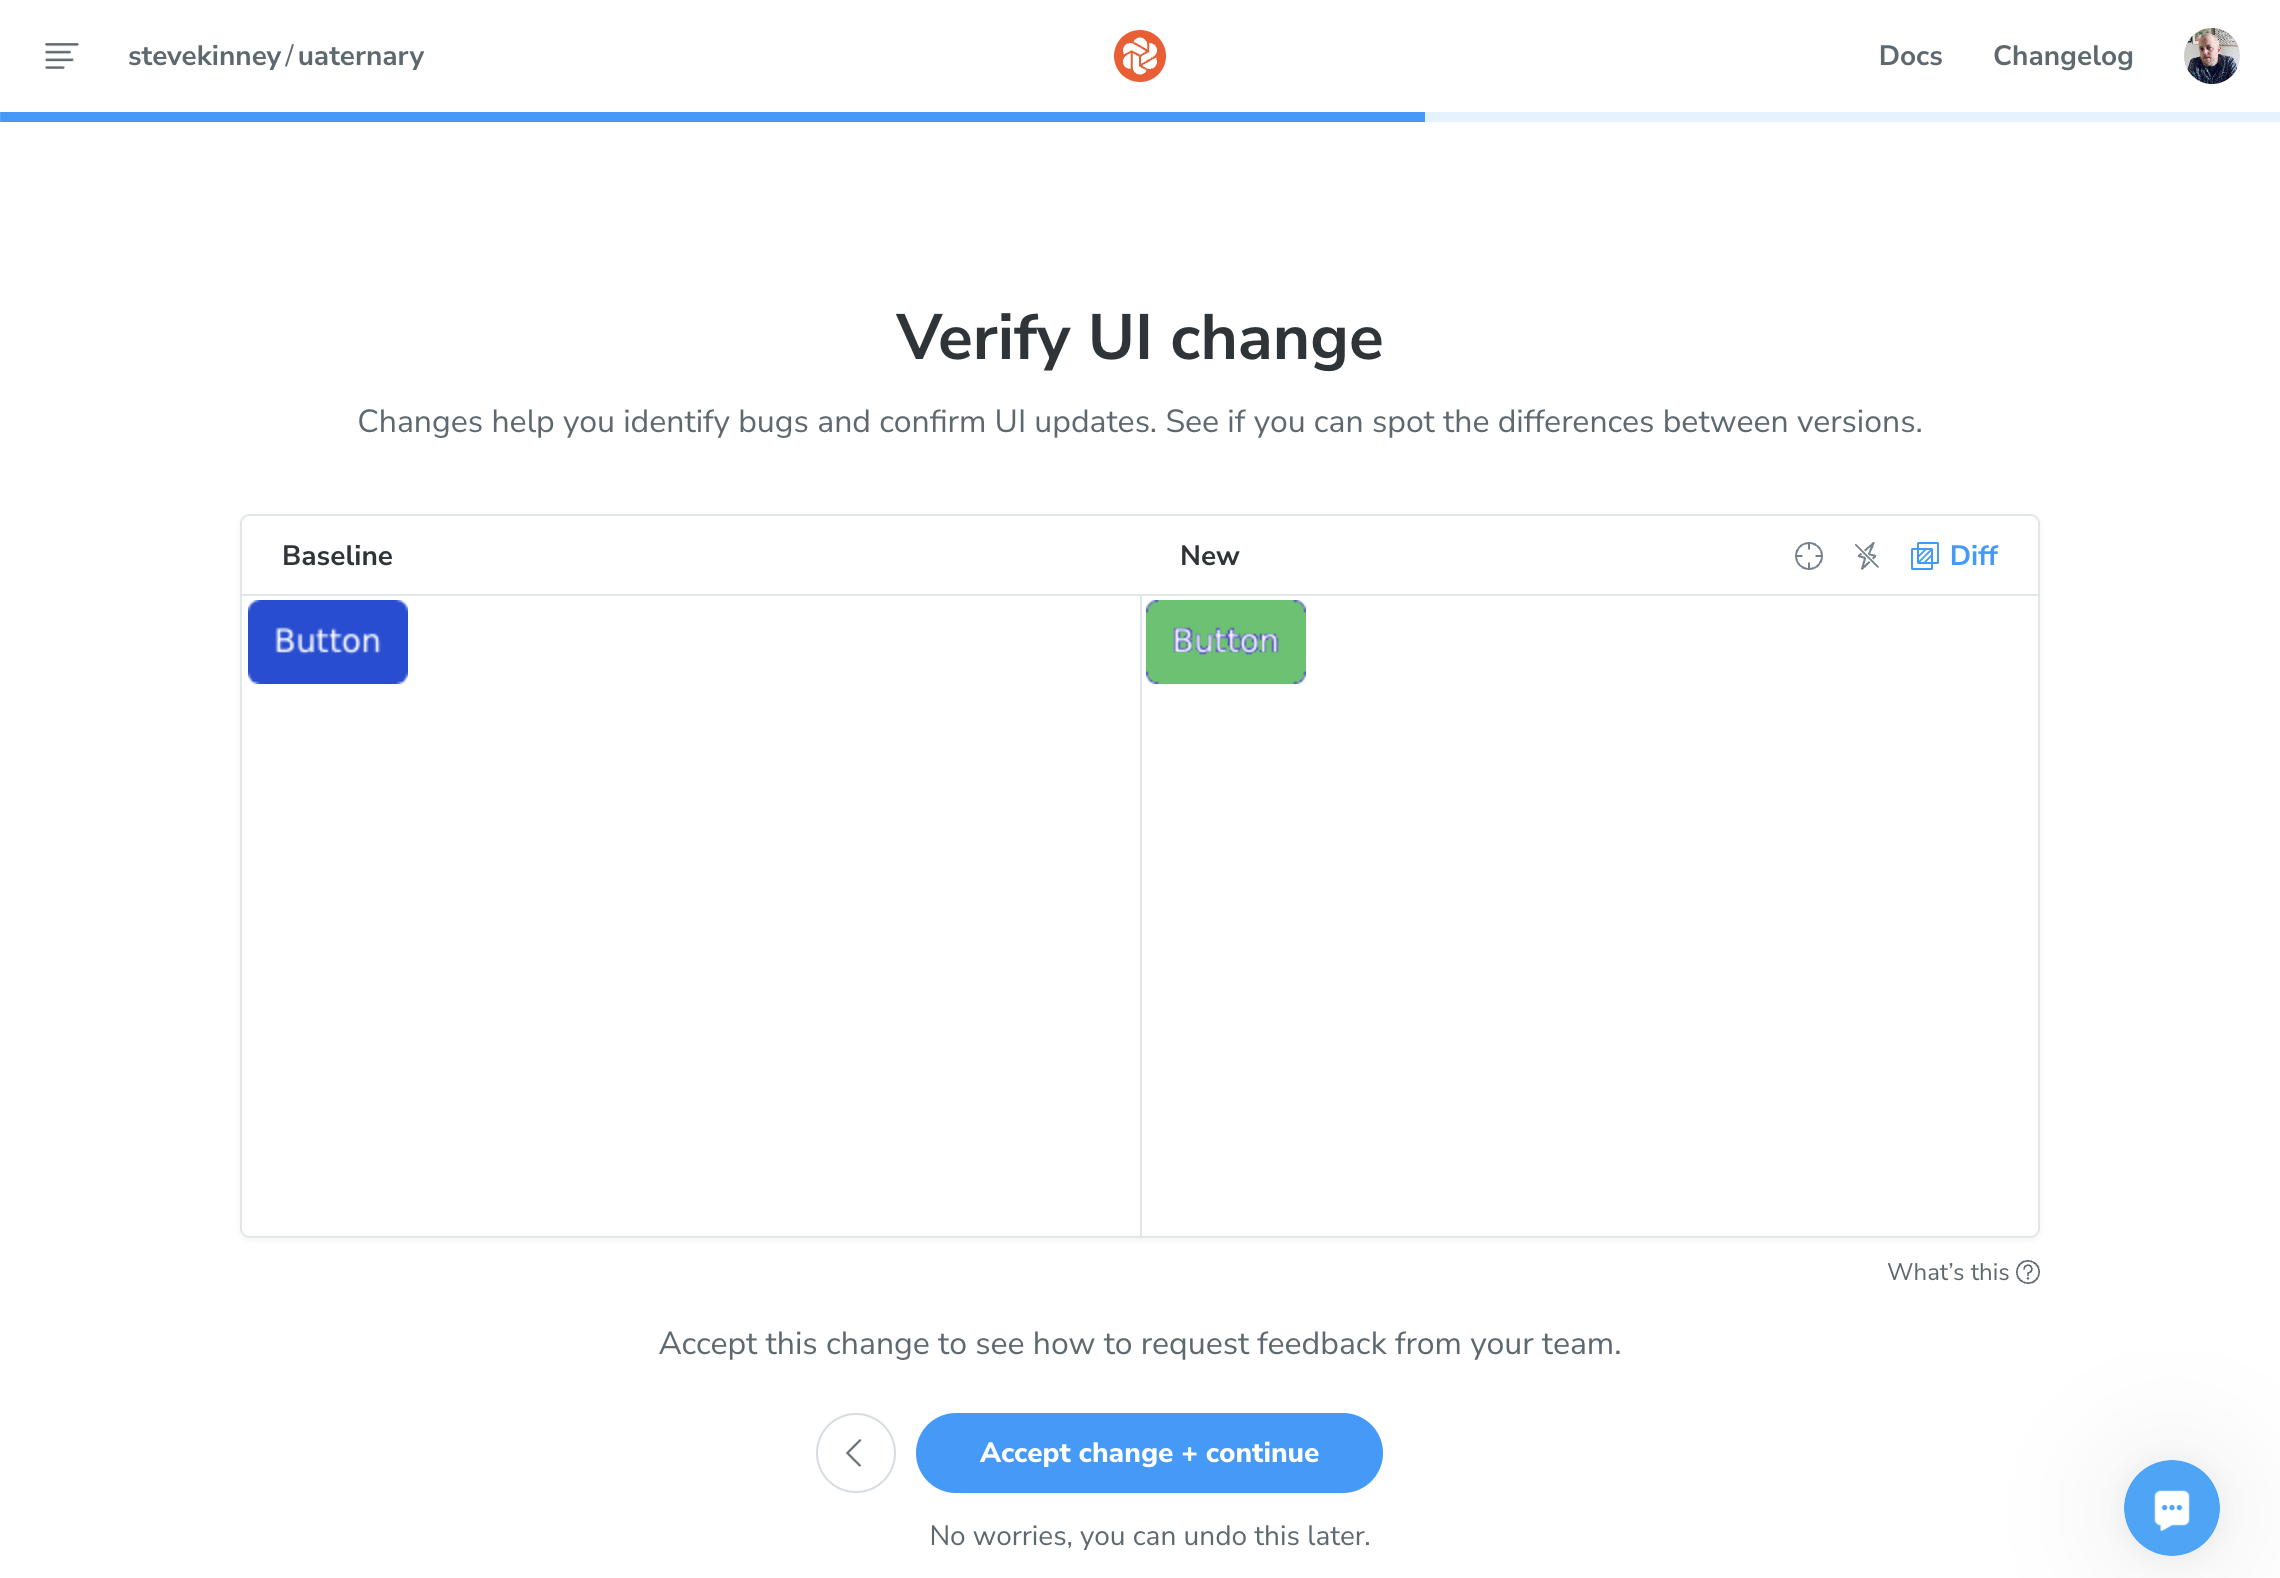 stevekinney / uaternary
Docs
Changelog
Verify UI change
Changes help you identify bugs and confirm UI updates. See if you can spot the differences between versions.
Baseline
New
Diff
Button
Button
What’s this
Accept this change to see how to request feedback from your team.
Accept change + continue
No worries, you can undo this later.